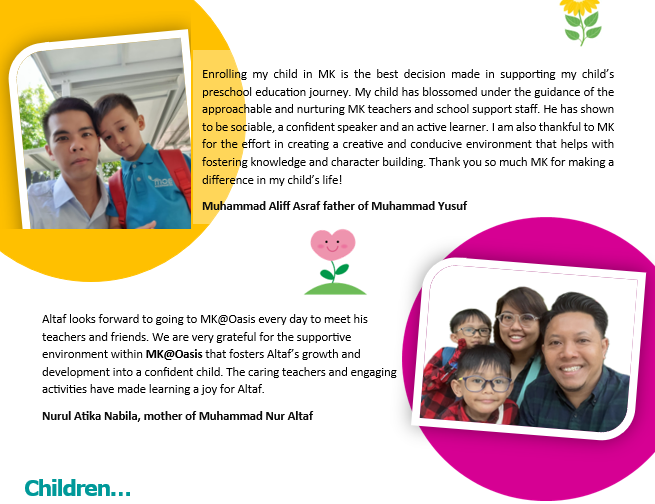 Enrolling my child in MK is the best decision made in supporting my child's
preschool education journey. My child has blossomed under the guidance of the
approachable and nurturing MK teachers and school support staff. He has shown
to be sociable, a confident speaker and an active learner. I am also thankful to MK
for the effort in creating a creative and conducive environment that helps with
fostering knowledge and character building. Thank you so much MK for making a
difference in my child's life!
Muhammad Aliff Asraf father of Muhammad Yusuf
Altaf looks forward to going to MK@Oasis every day to meet his
teachers and friends. We are very grateful for the supportive
environment within MK@Oasis that fosters Altaf's growth and
development into a confident child. The caring teachers and engaging
activities have made learning a joy for Altaf.
Nurul Atika Nabila, mother of Muhammad Nur Altaf
Children...